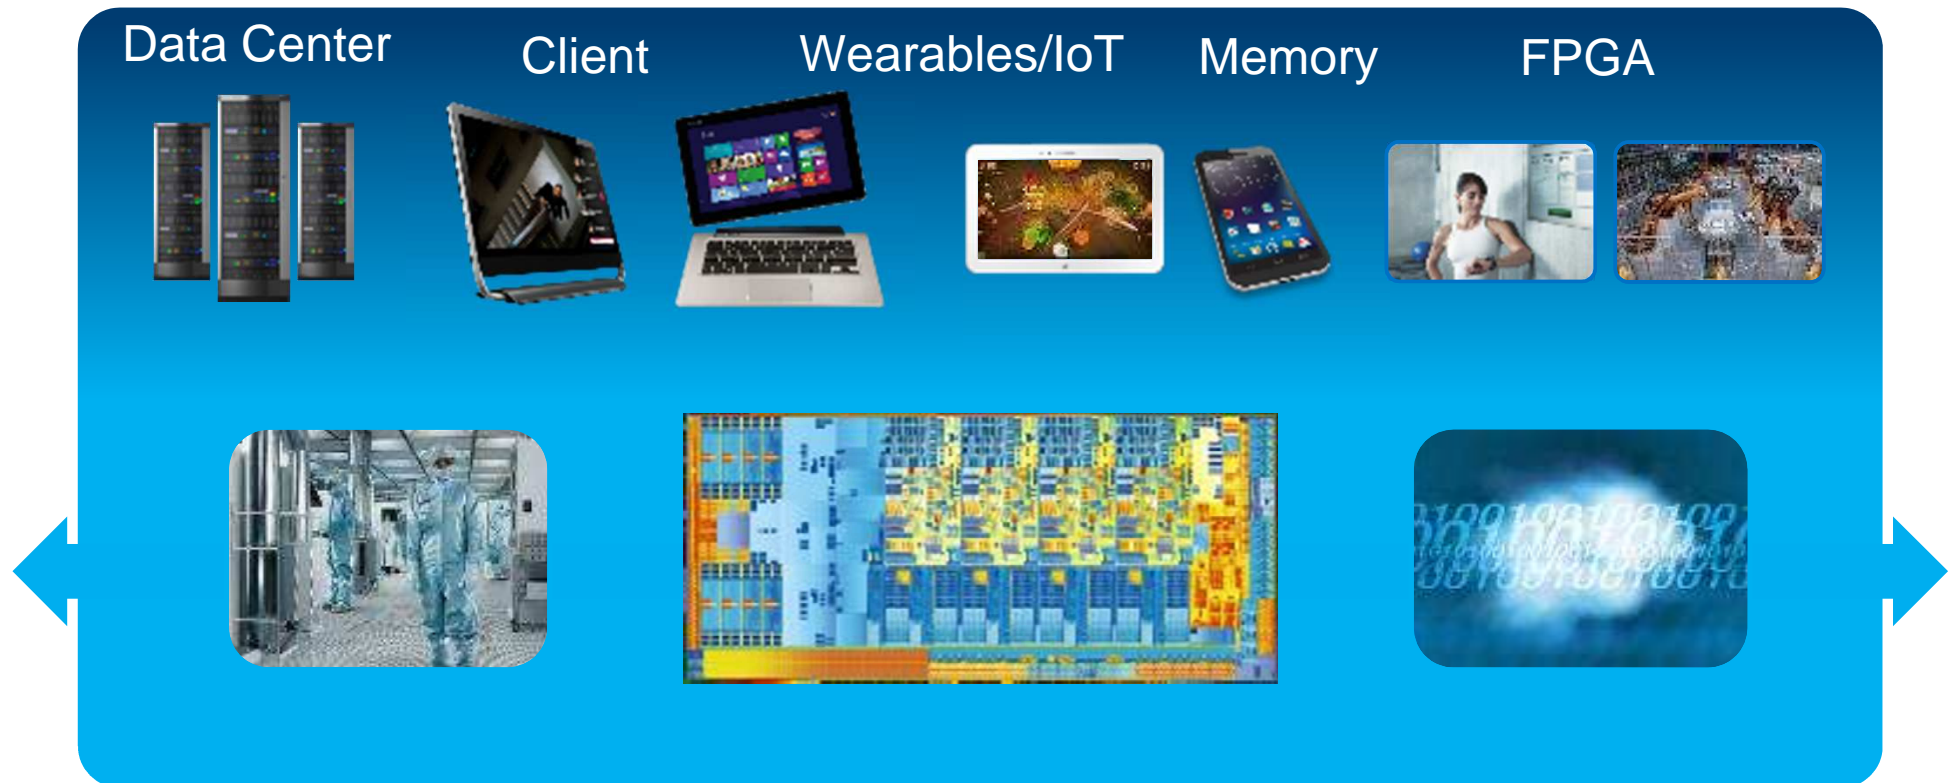 Data Center
Client
Wearables/IoT
Memory
FPGA